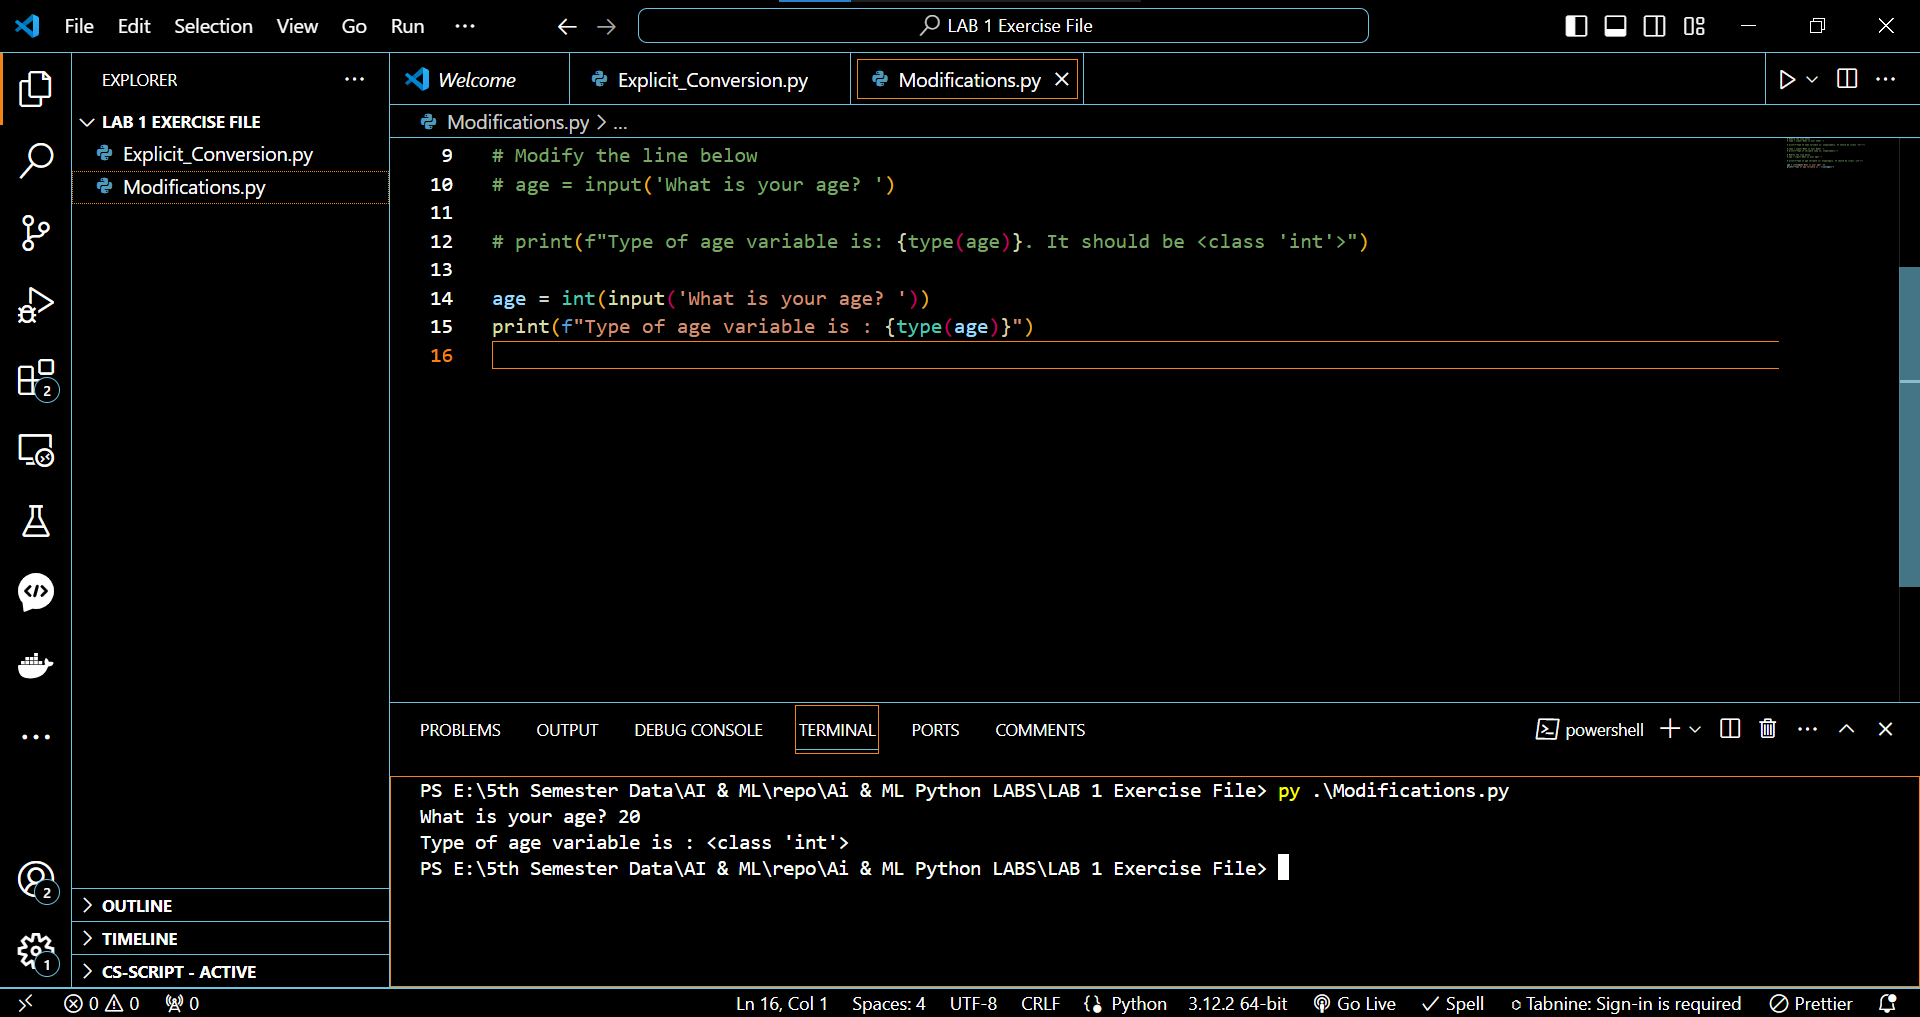 File Edit Selection View Go Run
LAB 1 Exercise File
EXPLORER
LAB 1 EXERCISE FILE
Explicit_Conversion.py
Modifications.py
2
2
1
OUTLINE
TIMELINE
CS-SCRIPT - ACTIVE
Welcome
Explicit_Conversion.py
Modifications.py
Modifications.py > ...
9 # Modify the line below
10 # age = input('What is your age? ')
11
12 # print(f"Type of age variable is: {type(age)}. It should be <class 'int'>")
13
14 age = int(input('What is your age? '))
15 print(f"Type of age variable is : {type(age)}")
16
PROBLEMS OUTPUT DEBUG CONSOLE TERMINAL PORTS COMMENTS
powershell
PS E:\5th Semester Data\AI & ML\repo\Ai & ML Python LABS\LAB 1 Exercise File> py .\Modifications.py
What is your age? 20
Type of age variable is : <class 'int'>
PS E:\5th Semester Data\AI & ML\repo\Ai & ML Python LABS\LAB 1 Exercise File>
0 0 0 Ln 16, Col 1 Spaces: 4 UTF-8 CRLF Python 3.12.2 64-bit Go Live Spell Tabnine: Sign-in is required Prettier